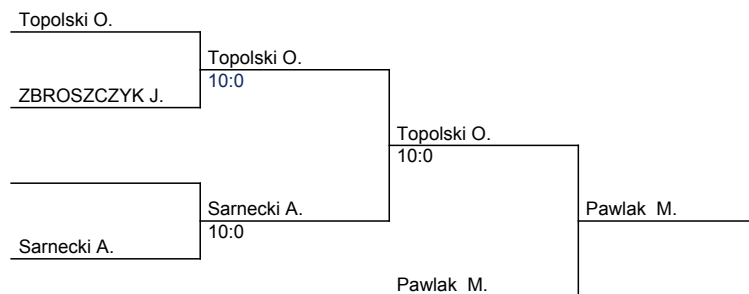 Topolski O.
Topolski O.
10:0
ZBROSZCZYK J.
Topolski O.
10:0
Sarnecki A.
10:0
Pawlak  M.
Sarnecki A.
Pawlak  M.